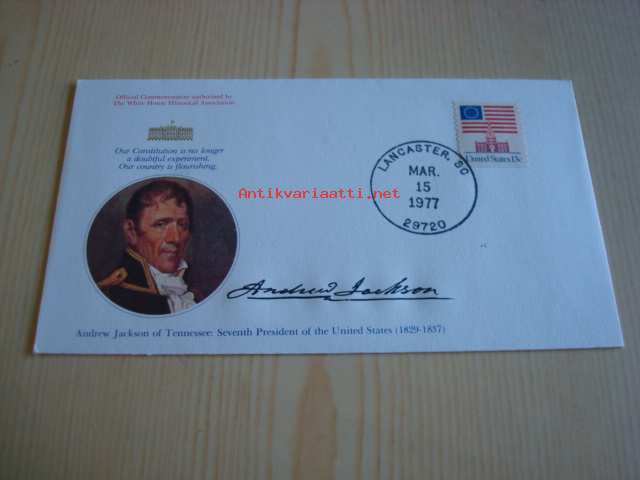 Official Commemorative authorized by
The White House Historical Association
Our Constitution is no longer
a doubtful experiment.
Our country is flourishing.
Antikvariaatti.net
LANCASTER, SC
MAR.
15
1977
29720
United States 13c
Andrew Jackson
Andrew Jackson of Tennessee: Seventh President of the United States (1829-1837)